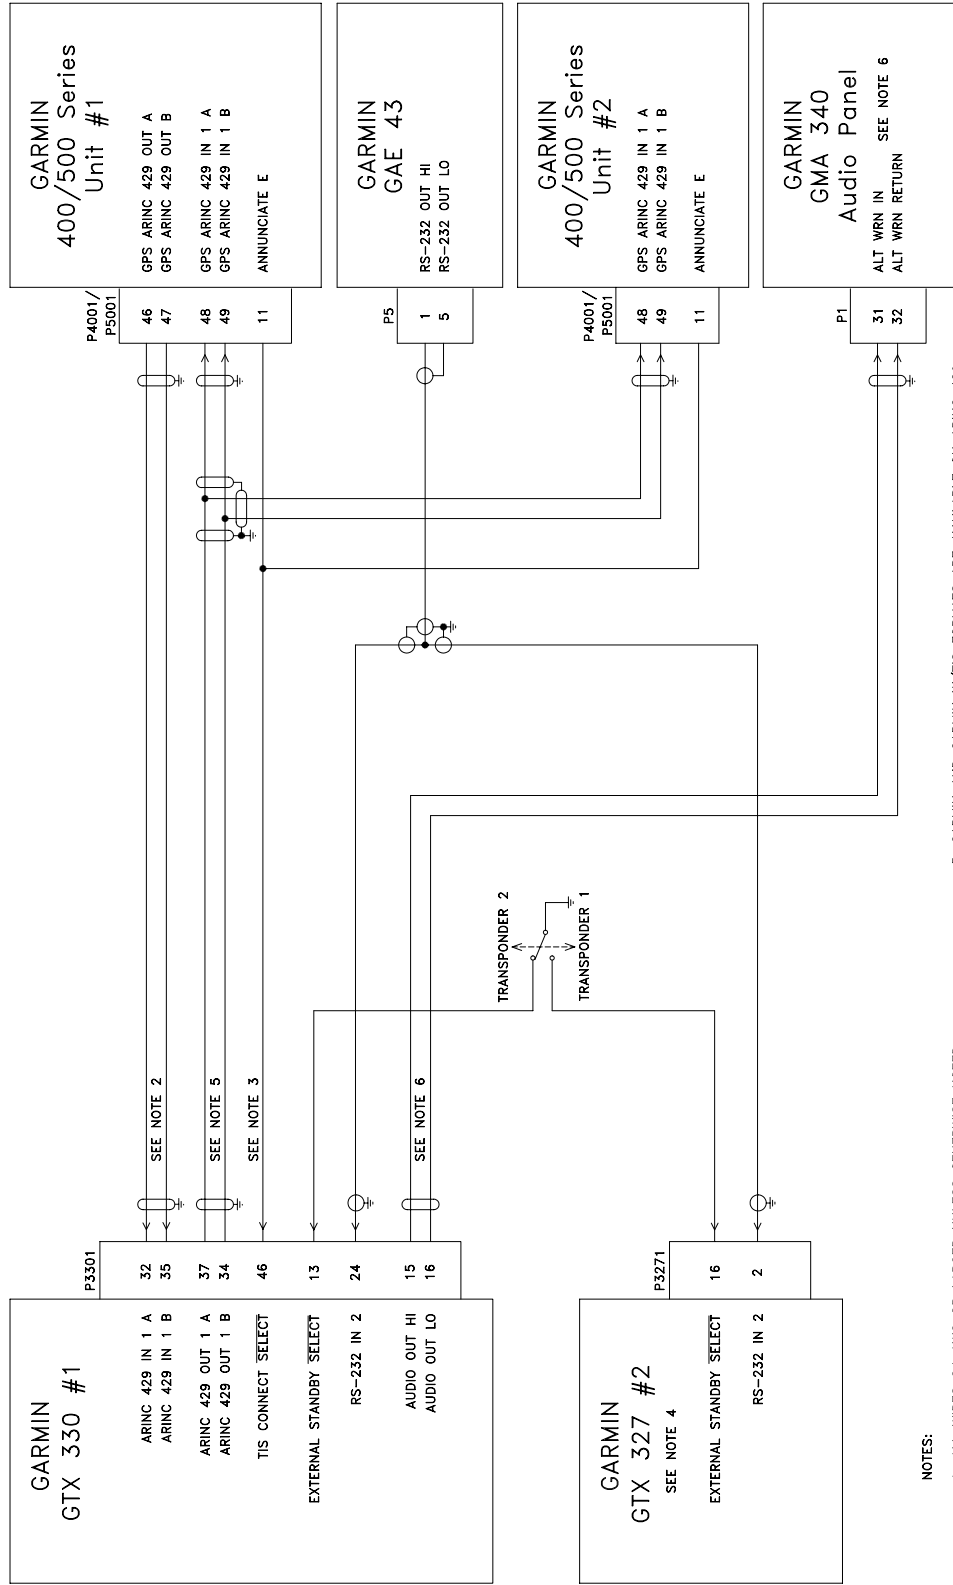 GARMIN
GTX 330 #1
ARINC 429 IN 1 A
ARINC 429 IN 1 B
ARINC 429 OUT 1 A
ARINC 429 OUT 1 B
TIS CONNECT SELECT
EXTERNAL STANDBY SELECT
RS-232 IN 2
AUDIO OUT HI
AUDIO OUT LO
P3301
32
35
37
34
46
13
24
15
16
SEE NOTE 2
SEE NOTE 5
SEE NOTE 3
SEE NOTE 6
GARMIN
GTX 327 #2
SEE NOTE 4
EXTERNAL STANDBY SELECT
RS-232 IN 2
P3271
16
2
TRANSPONDER 2
TRANSPONDER 1
P4001/
P5001
46
47
48
49
11
GARMIN
400/500 Series
Unit #1
GPS ARINC 429 OUT A
GPS ARINC 429 OUT B
GPS ARINC 429 IN 1 A
GPS ARINC 429 IN 1 B
ANNUNCIATE E
P5
1
5
GARMIN
GAE 43
RS-232 OUT HI
RS-232 OUT LO
P4001/
P5001
48
49
11
GARMIN
400/500 Series
Unit #2
GPS ARINC 429 IN 1 A
GPS ARINC 429 IN 1 B
ANNUNCIATE E
P1
31
32
GARMIN
GMA 340
Audio Panel
ALT WRN IN SEE NOTE 6
ALT WRN RETURN
NOTES: